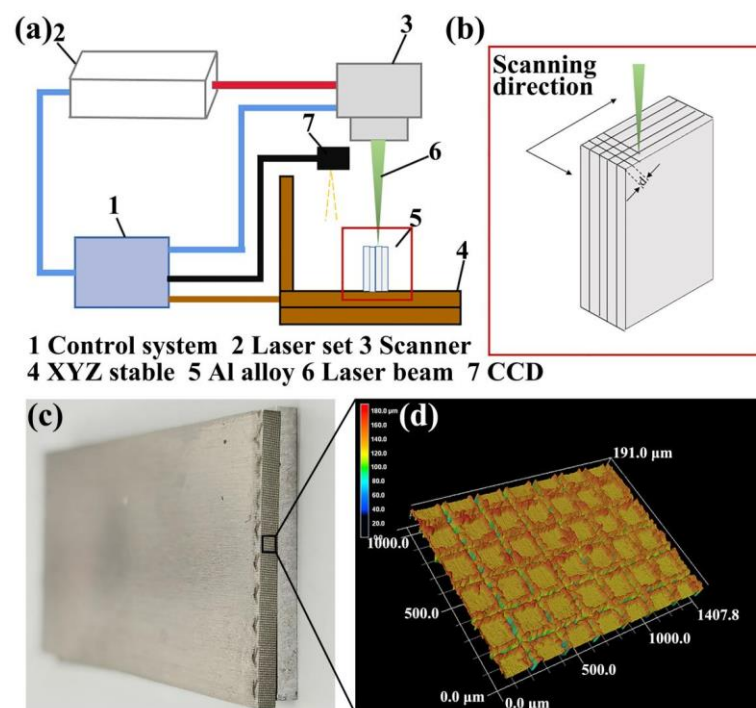 (a)
2
3
7
6
1
5
4
1 Control system 2 Laser set 3 Scanner
4 XYZ stable 5 Al alloy 6 Laser beam 7 CCD
(b)
Scanning
direction
d
(c)
(d)
180.0 μm
160.0
140.0
120.0
100.0
80.0
60.0
40.0
20.0
0.0
191.0 μm
1000.0
500.0
0.0 μm
0.0 μm
500.0
1000.0
1407.8